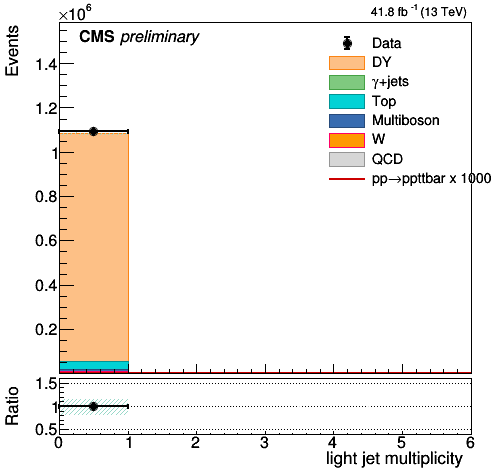 ×10^6
41.8 fb^-1 (13 TeV)
CMS preliminary
Events
Data
DY
γ+jets
Top
Multiboson
W
QCD
pp→ppttbar x 1000
1.4
1.2
1
0.8
0.6
0.4
0.2
Ratio
1.5
1
0.5
0 1 2 3 4 5 6
light jet multiplicity